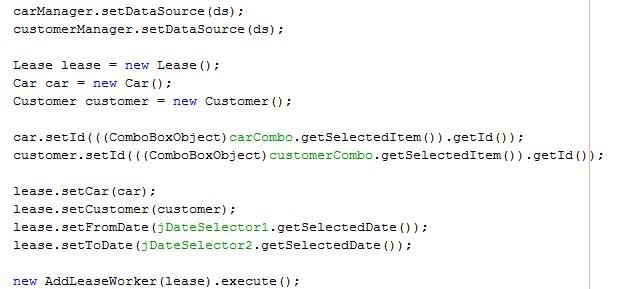 carManager.setDataSource(ds);
customerManager.setDataSource(ds);
Lease lease = new Lease();
Car car = new Car();
Customer customer = new Customer();
car.setId(((ComboBoxObject)carCombo.getSelectedItem()).getId());
customer.setId(((ComboBoxObject)customerCombo.getSelectedItem()).getId());
lease.setCar(car);
lease.setCustomer(customer);
lease.setFromDate(jDateSelector1.getSelectedDate());
lease.setToDate(jDateSelector2.getSelectedDate());
new AddLeaseWorker(lease).execute();